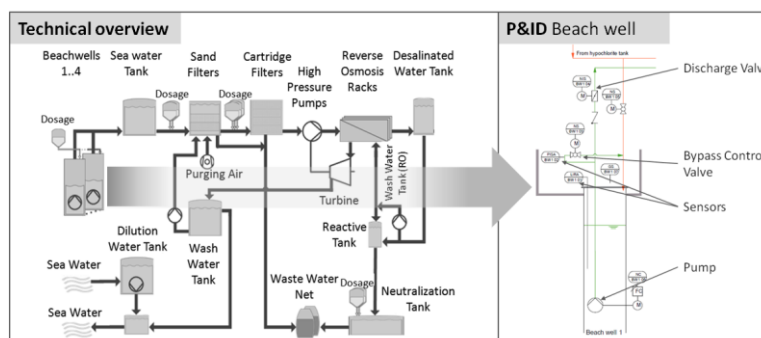 Technical overview
Beachwells
1..4
Sea water
Tank
Sand
Filters
Cartridge
Filters
High
Pressure
Pumps
Reverse
Osmosis
Racks
Desalinated
Water Tank
Dosage
Dosage
Dosage
Purging Air
Turbine
Wash Water
Tank (RO)
Reactive
Tank
Dilution
Water Tank
Wash
Water
Tank
Sea Water
Sea Water
Waste Water
Net
Dosage
Neutralization
Tank
P&ID Beach well
From hypochlorite tank
Discharge Valv
M
M
M
Bypass Control
Valve
Sensors
Pump
FC
M
Beach well 1